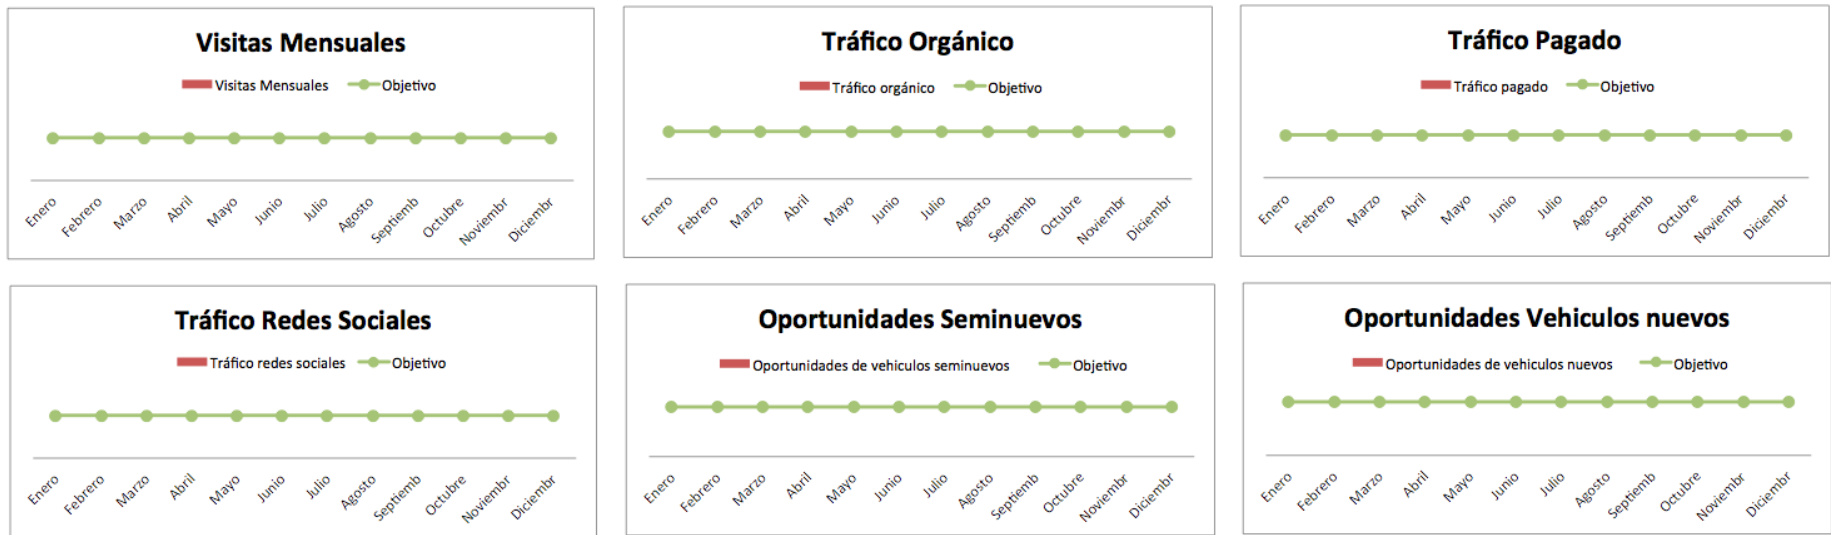 Visitas Mensuales
Visitas Mensuales Objetivo
Enero Febrero Marzo Abril Mayo Junio Julio Agosto Septiemb Octubre Noviembr Diciembr
Tráfico Orgánico
Tráfico orgánico Objetivo
Enero Febrero Marzo Abril Mayo Junio Julio Agosto Septiemb Octubre Noviembr Diciembr
Tráfico Pagado
Tráfico pagado Objetivo
Enero Febrero Marzo Abril Mayo Junio Julio Agosto Septiemb Octubre Noviembr Diciembr
Tráfico Redes Sociales
Tráfico redes sociales Objetivo
Enero Febrero Marzo Abril Mayo Junio Julio Agosto Septiemb Octubre Noviembr Diciembr
Oportunidades Seminuevos
Oportunidades de vehiculos seminuevos Objetivo
Enero Febrero Marzo Abril Mayo Junio Julio Agosto Septiemb Octubre Noviembr Diciembr
Oportunidades Vehiculos nuevos
Oportunidades de vehiculos nuevos Objetivo
Enero Febrero Marzo Abril Mayo Junio Julio Agosto Septiemb Octubre Noviembr Diciembr